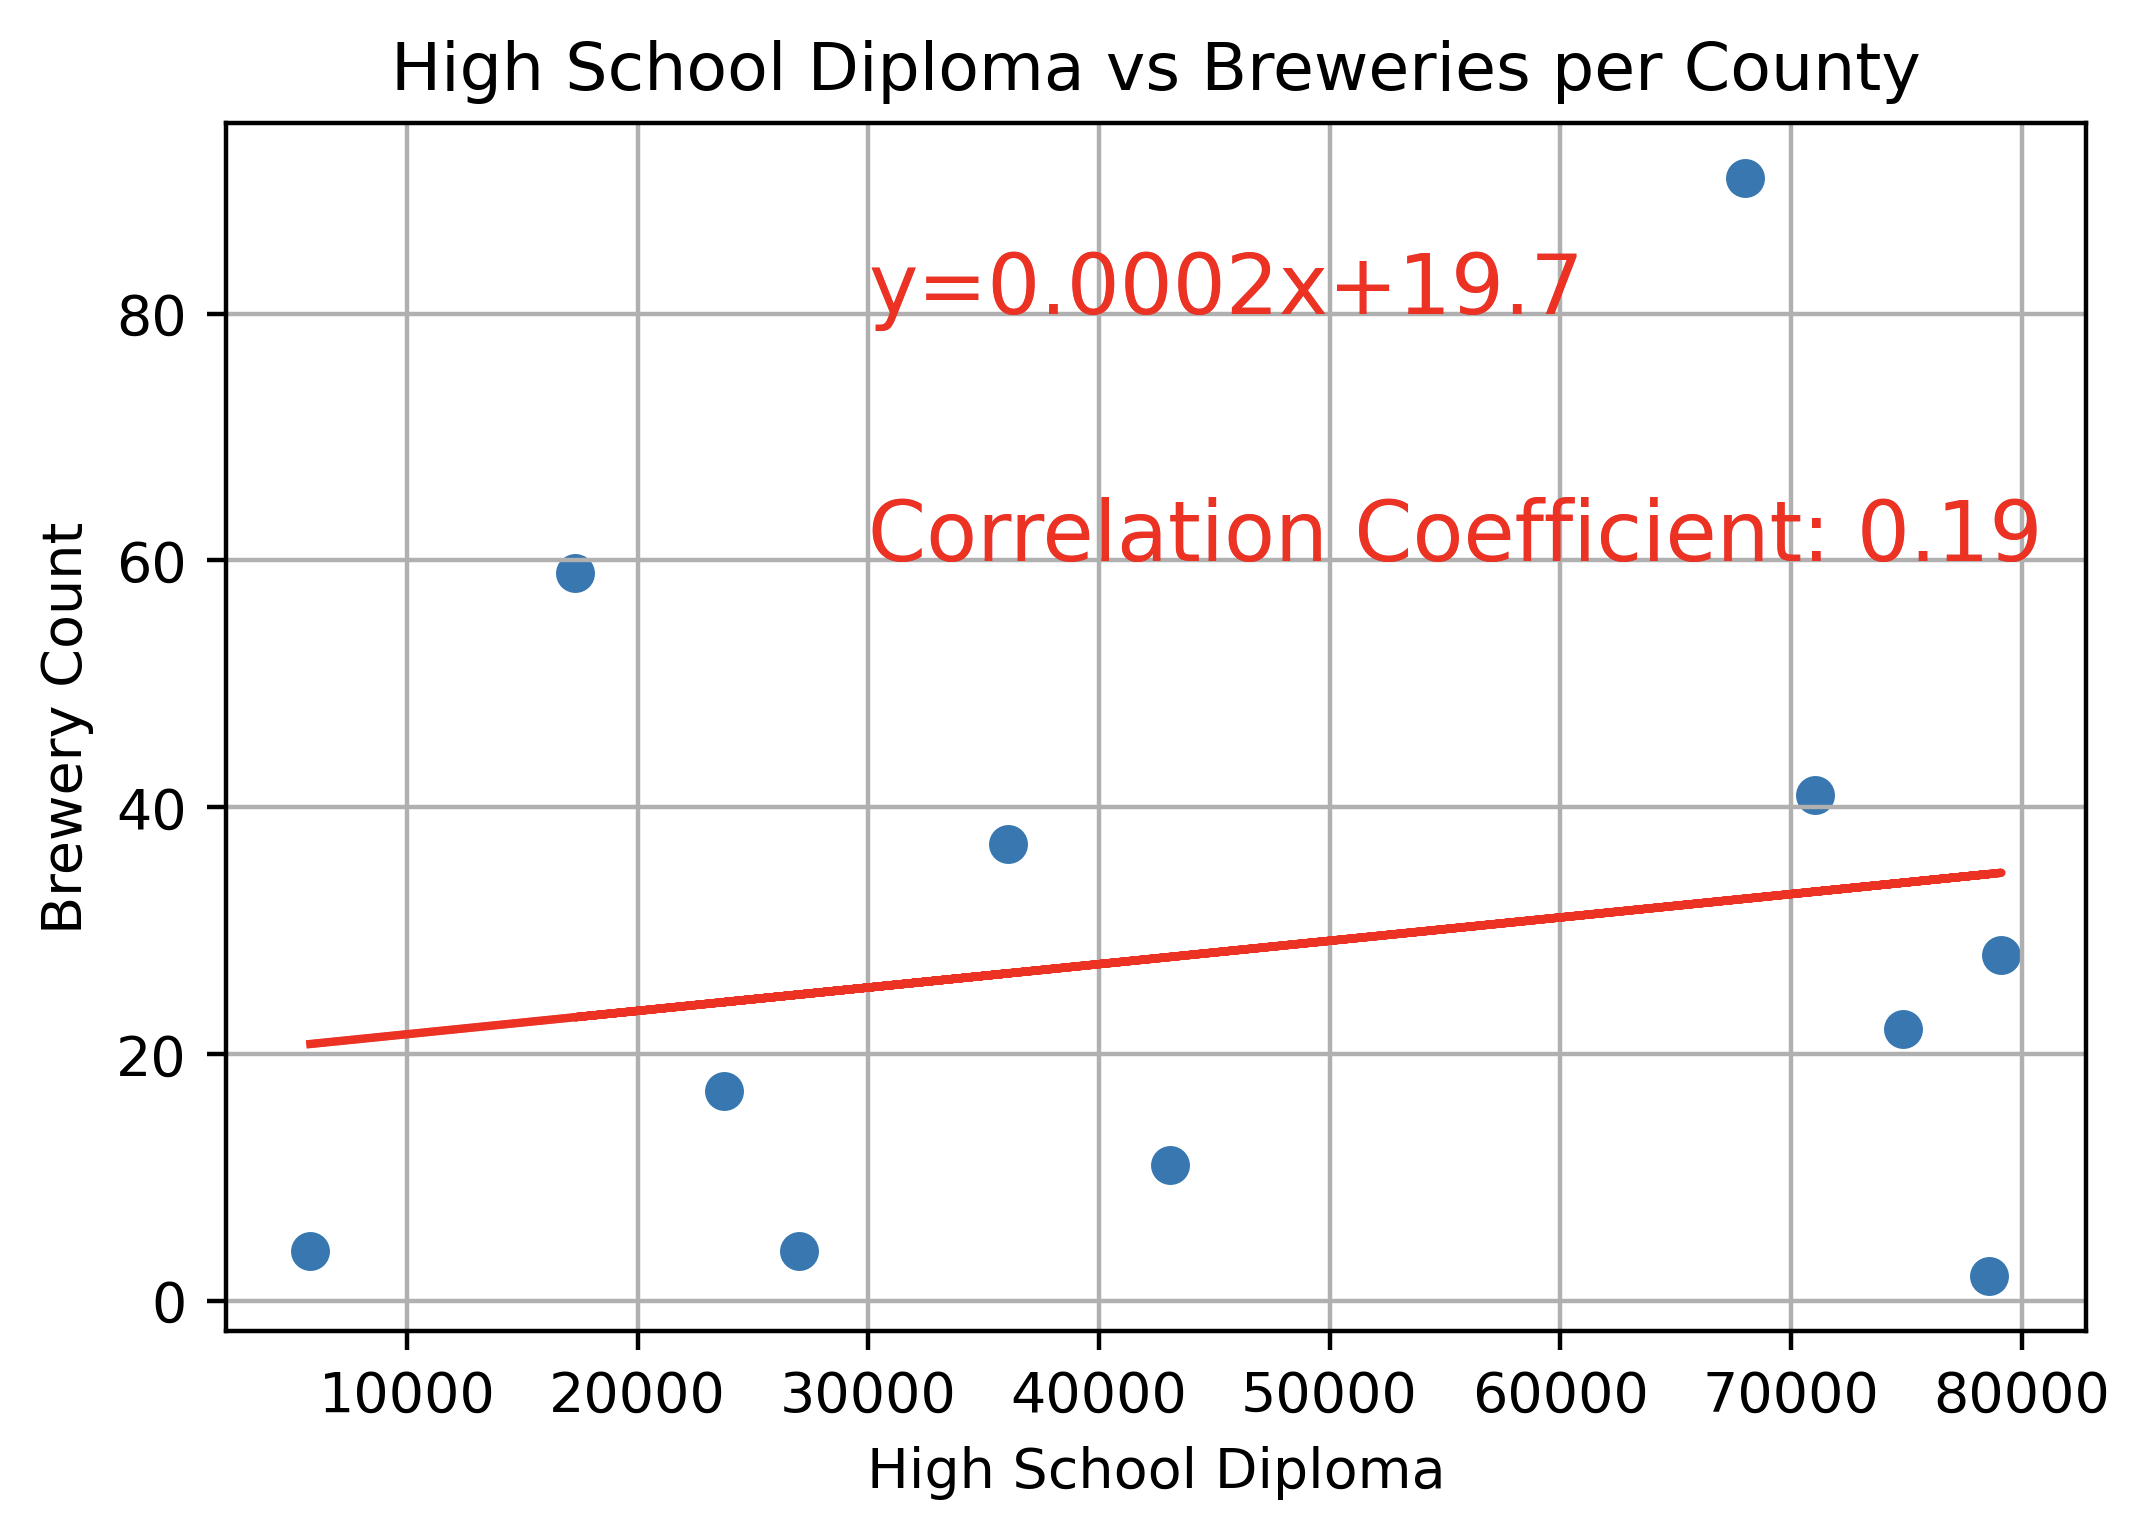 High School Diploma vs Breweries per County
y=0.0002x+19.7
Correlation Coefficient: 0.19
Brewery Count
80
60
40
20
0
10000 20000 30000 40000 50000 60000 70000 80000
High School Diploma